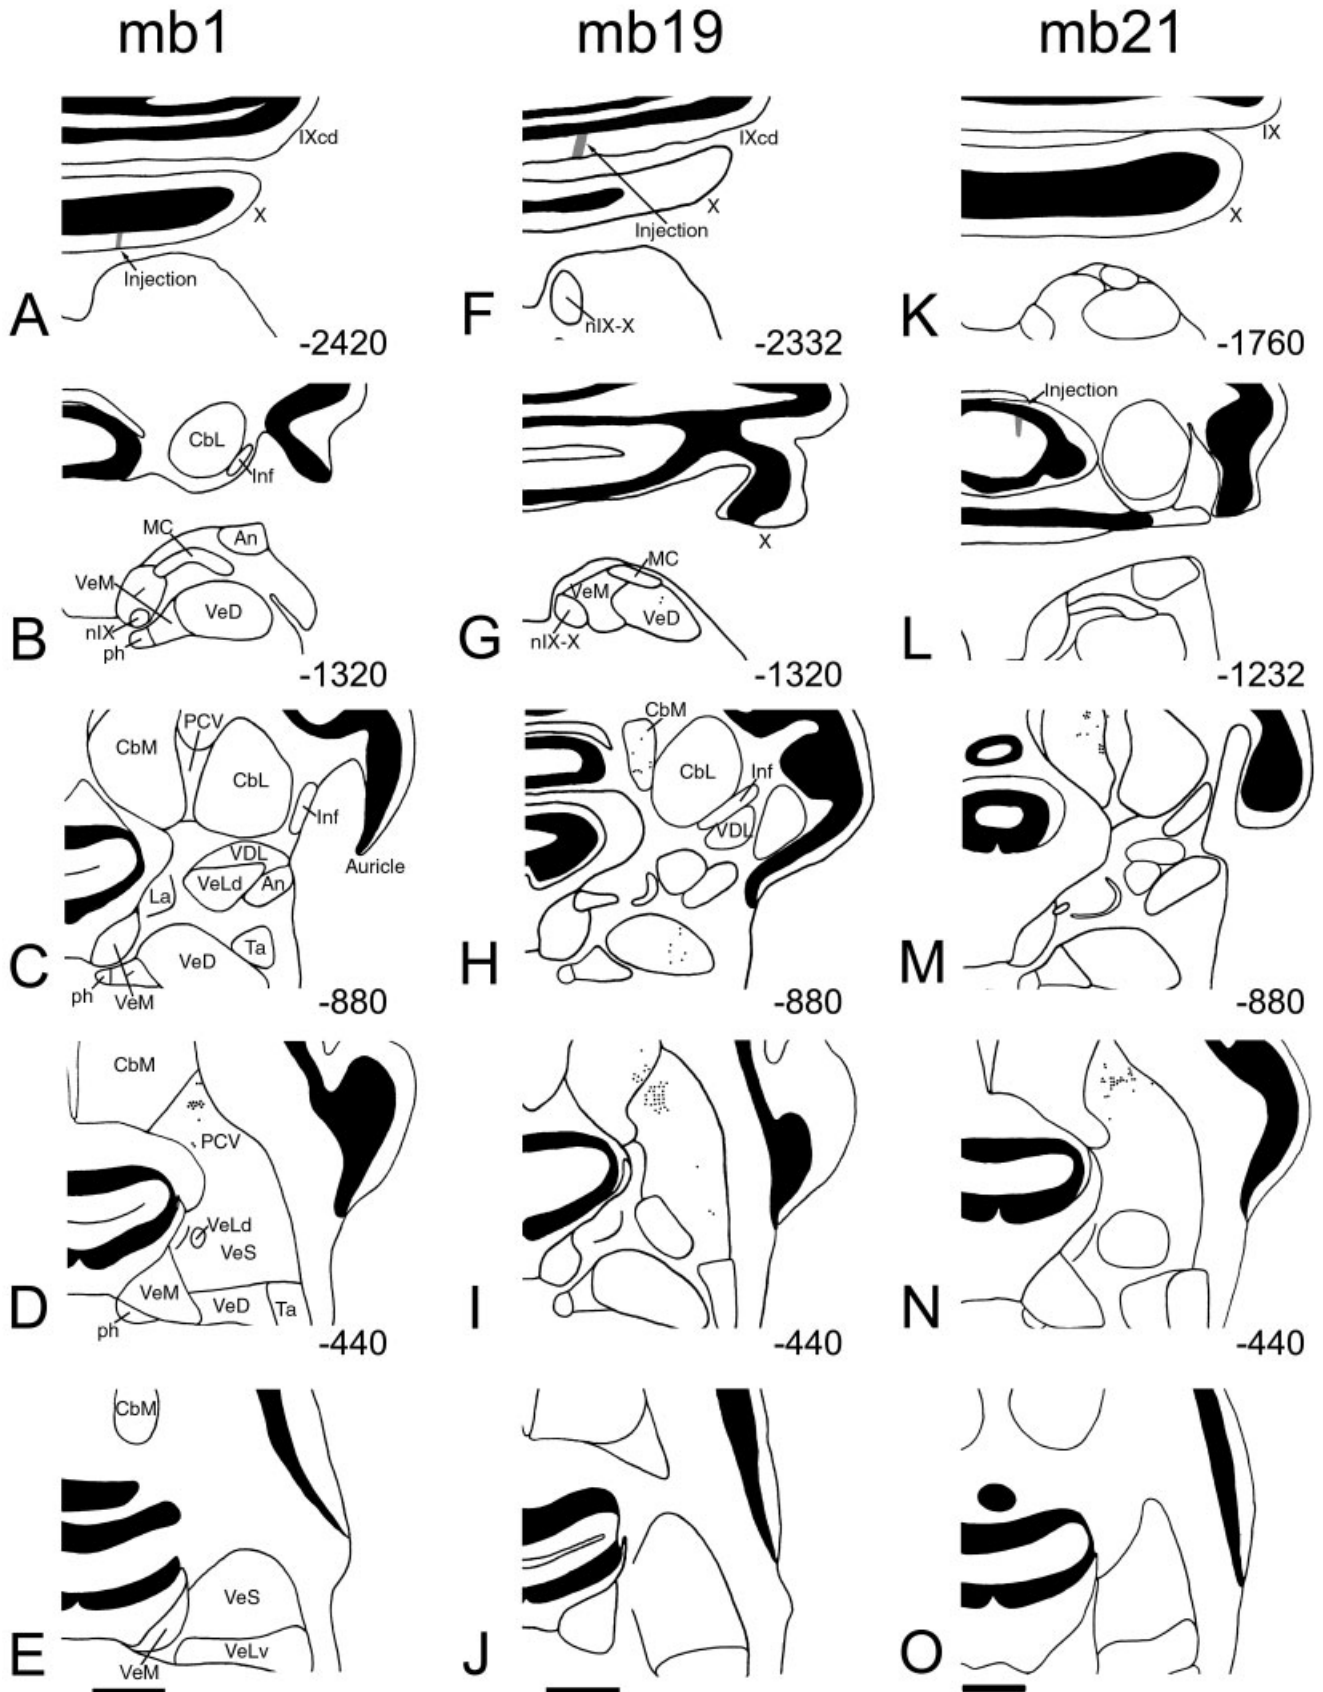 mb1 mb19 mb21
IXcd IXcd IX
X X X
Injection Injection
nIX-X
A F K
-2420 -2332 -1760
CbL Inf Injection
X
MC An MC
VeM VeD VeM VeD
nIX nIX-X
ph
B G L
-1320 -1320 -1232
PCV CbM
CbM CbL CbL Inf
Inf VDL
VDL Auricle
VeLd An
La
Ta
VeD
C H M
ph VeM
-880 -880 -880
CbM
PCV
VeLd
VeS
VeM VeD Ta
ph
D I N
-440 -440 -440
CbM
VeS
VeLv
VeM
E J O